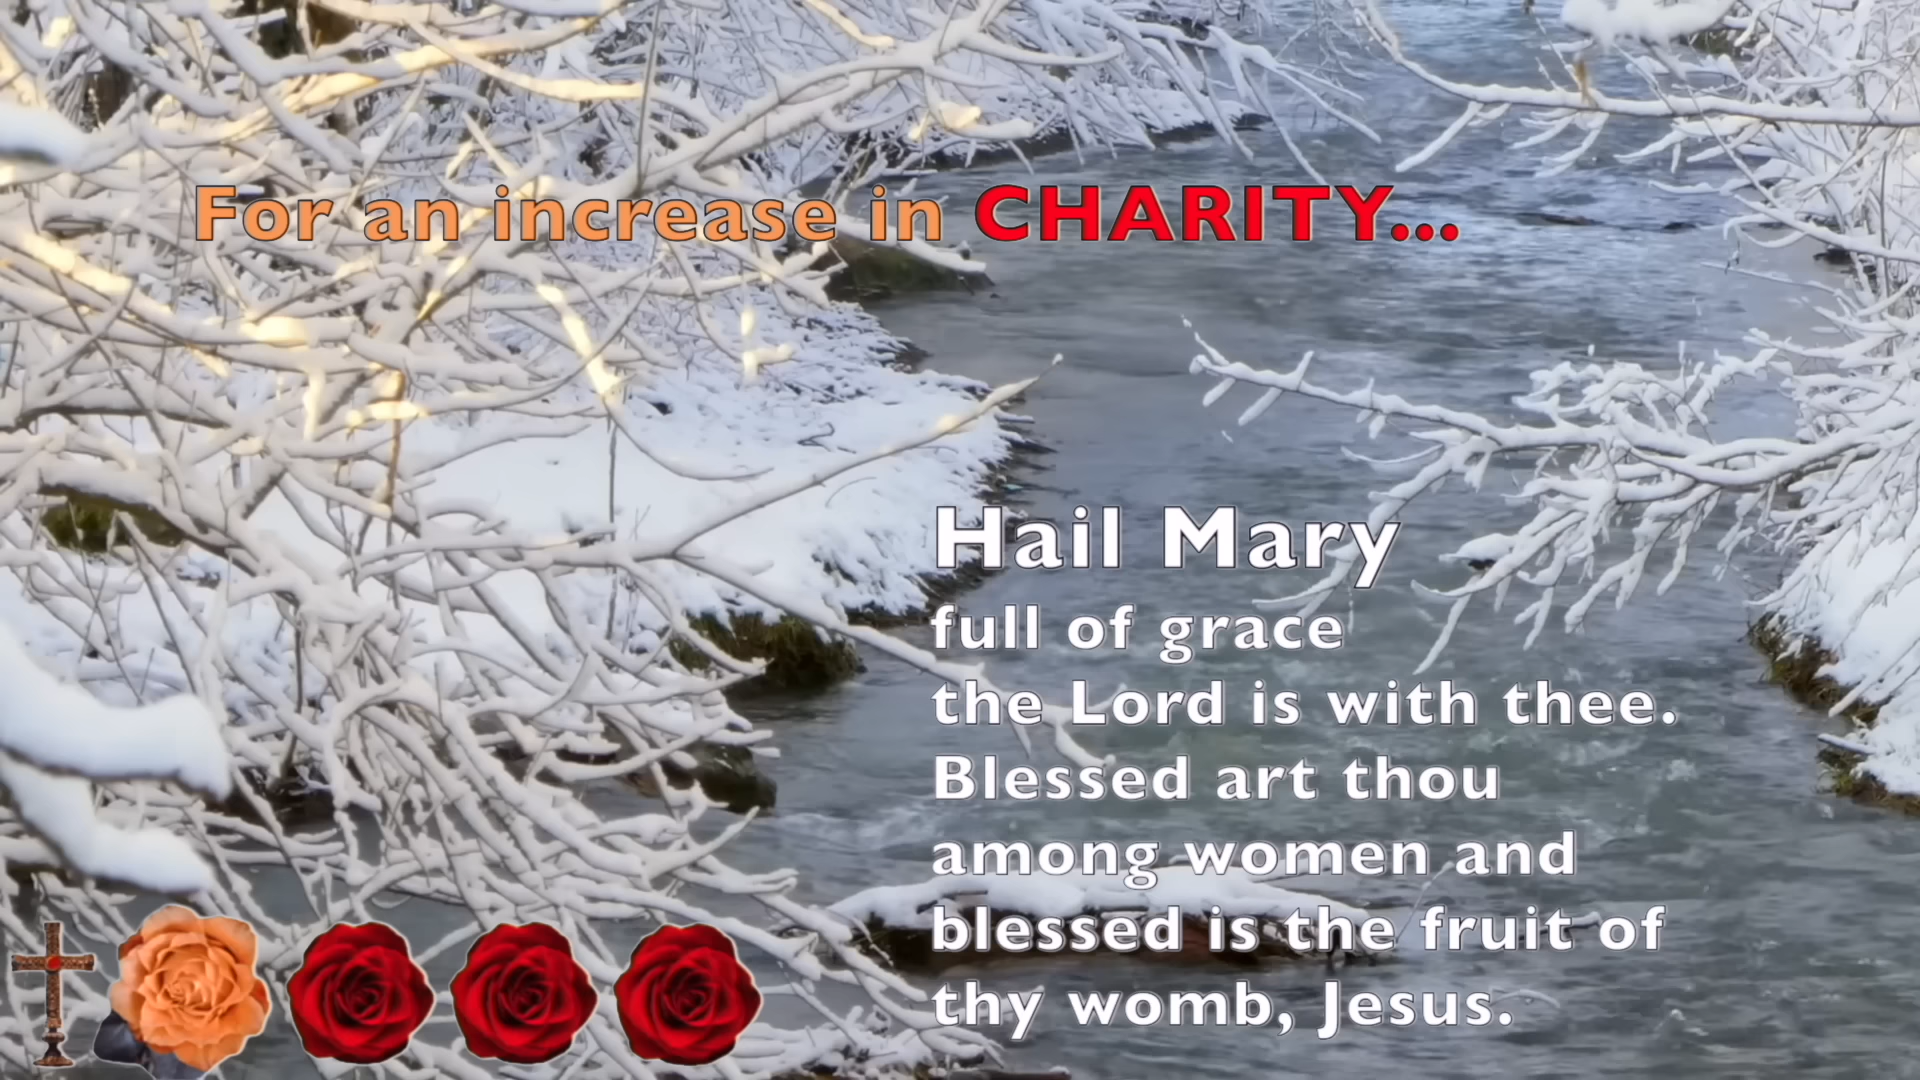 For an increase in CHARITY...
Hail Mary
full of grace
the Lord is with thee.
Blessed art thou
among women and
blessed is the fruit of
thy womb, Jesus.